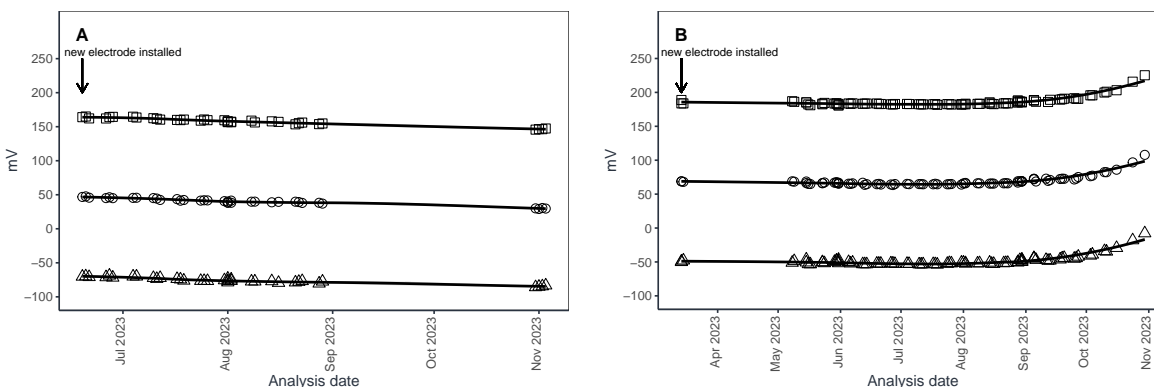 A
new electrode installed
250
200
150
100
50
0
−50
−100
mV
Jul 2023
Aug 2023
Sep 2023
Oct 2023
Nov 2023
Analysis date
B
new electrode installed
250
200
150
100
50
0
−50
−100
mV
Apr 2023
May 2023
Jun 2023
Jul 2023
Aug 2023
Sep 2023
Oct 2023
Nov 2023
Analysis date